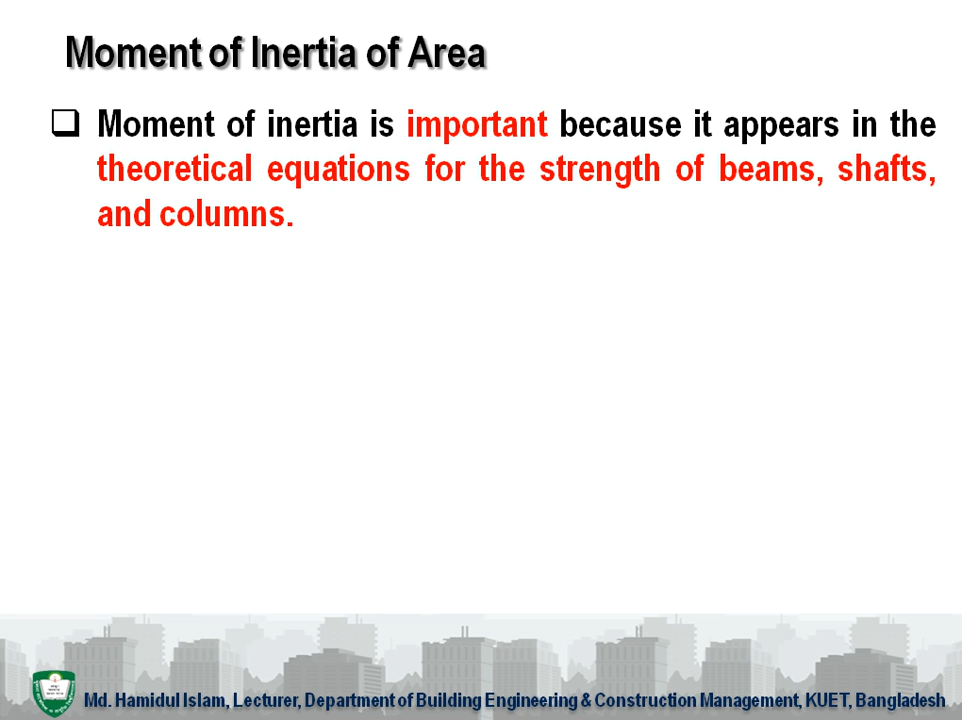 Moment of Inertia of Area
Moment of inertia is important because it appears in the
theoretical equations for the strength of beams, shafts,
and columns.
Md. Hamidul Islam, Lecturer, Department of Building Engineering & Construction Management, KUET, Bangladesh